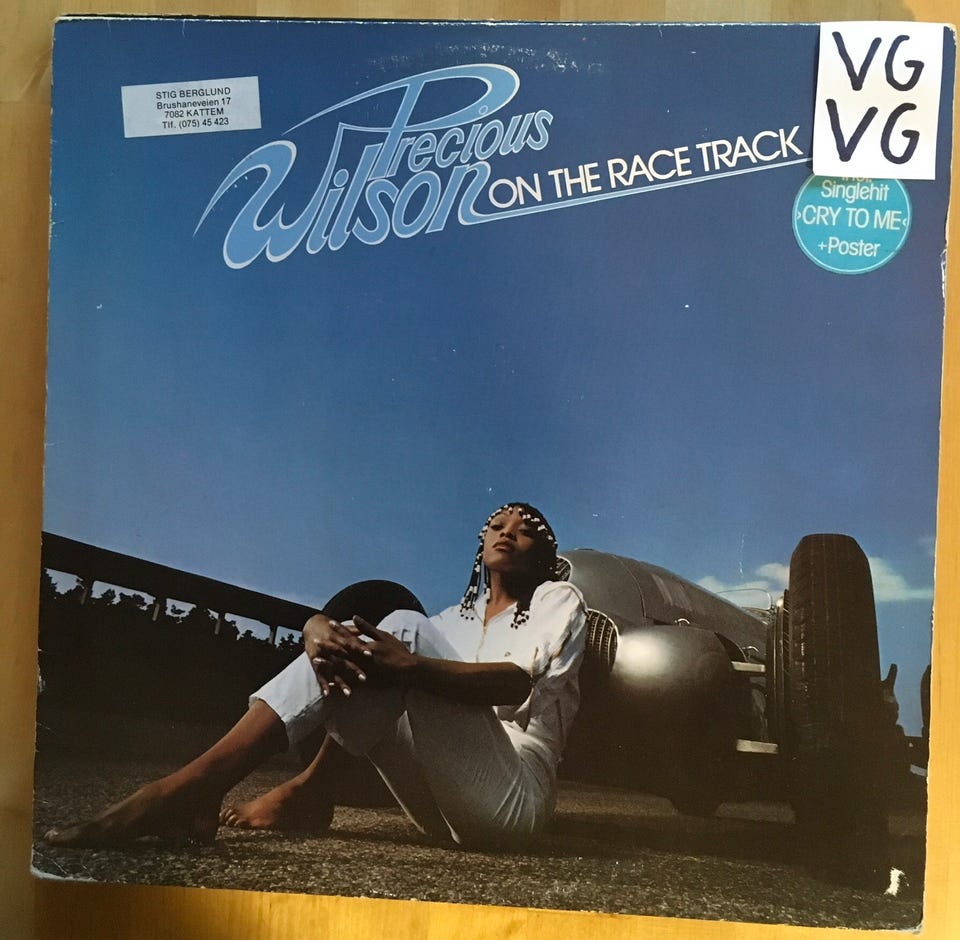 VG
VG
STIG BERGLUND
Brushaneveien 17
7082 KATTEM
Tlf. (075) 45 423
Precious
Wilson
ON THE RACE TRACK
incl.
Singlehit
›CRY TO ME‹
+Poster